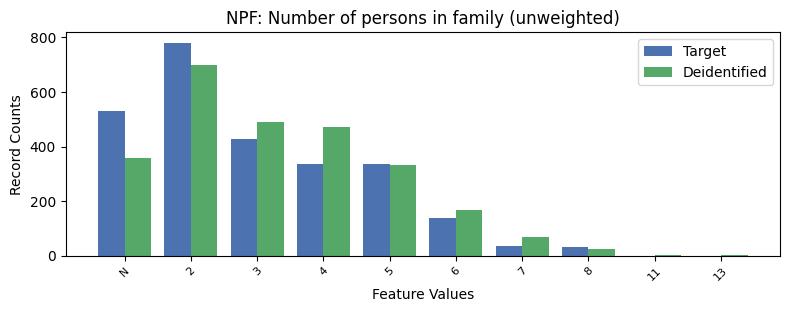 NPF: Number of persons in family (unweighted)
Target
Deidentified
Record Counts
800
600
400
200
0
N 2 3 4 5 6 7 8 11 13
Feature Values